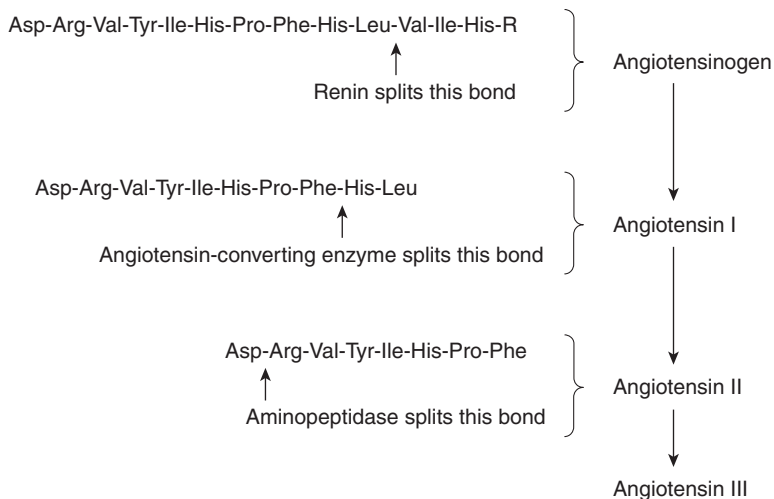 Asp-Arg-Val-Tyr-Ile-His-Pro-Phe-His-Leu-Val-Ile-His-R
Renin splits this bond
Angiotensinogen
Asp-Arg-Val-Tyr-Ile-His-Pro-Phe-His-Leu
Angiotensin-converting enzyme splits this bond
Angiotensin I
Asp-Arg-Val-Tyr-Ile-His-Pro-Phe
Aminopeptidase splits this bond
Angiotensin II
Angiotensin III